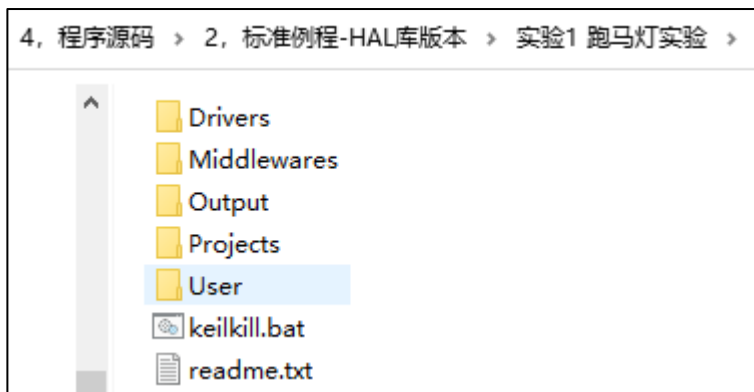 4，程序源码 › 2，标准例程-HAL库版本 › 实验1 跑马灯实验 ›
Drivers
Middlewares
Output
Projects
User
keilkill.bat
readme.txt